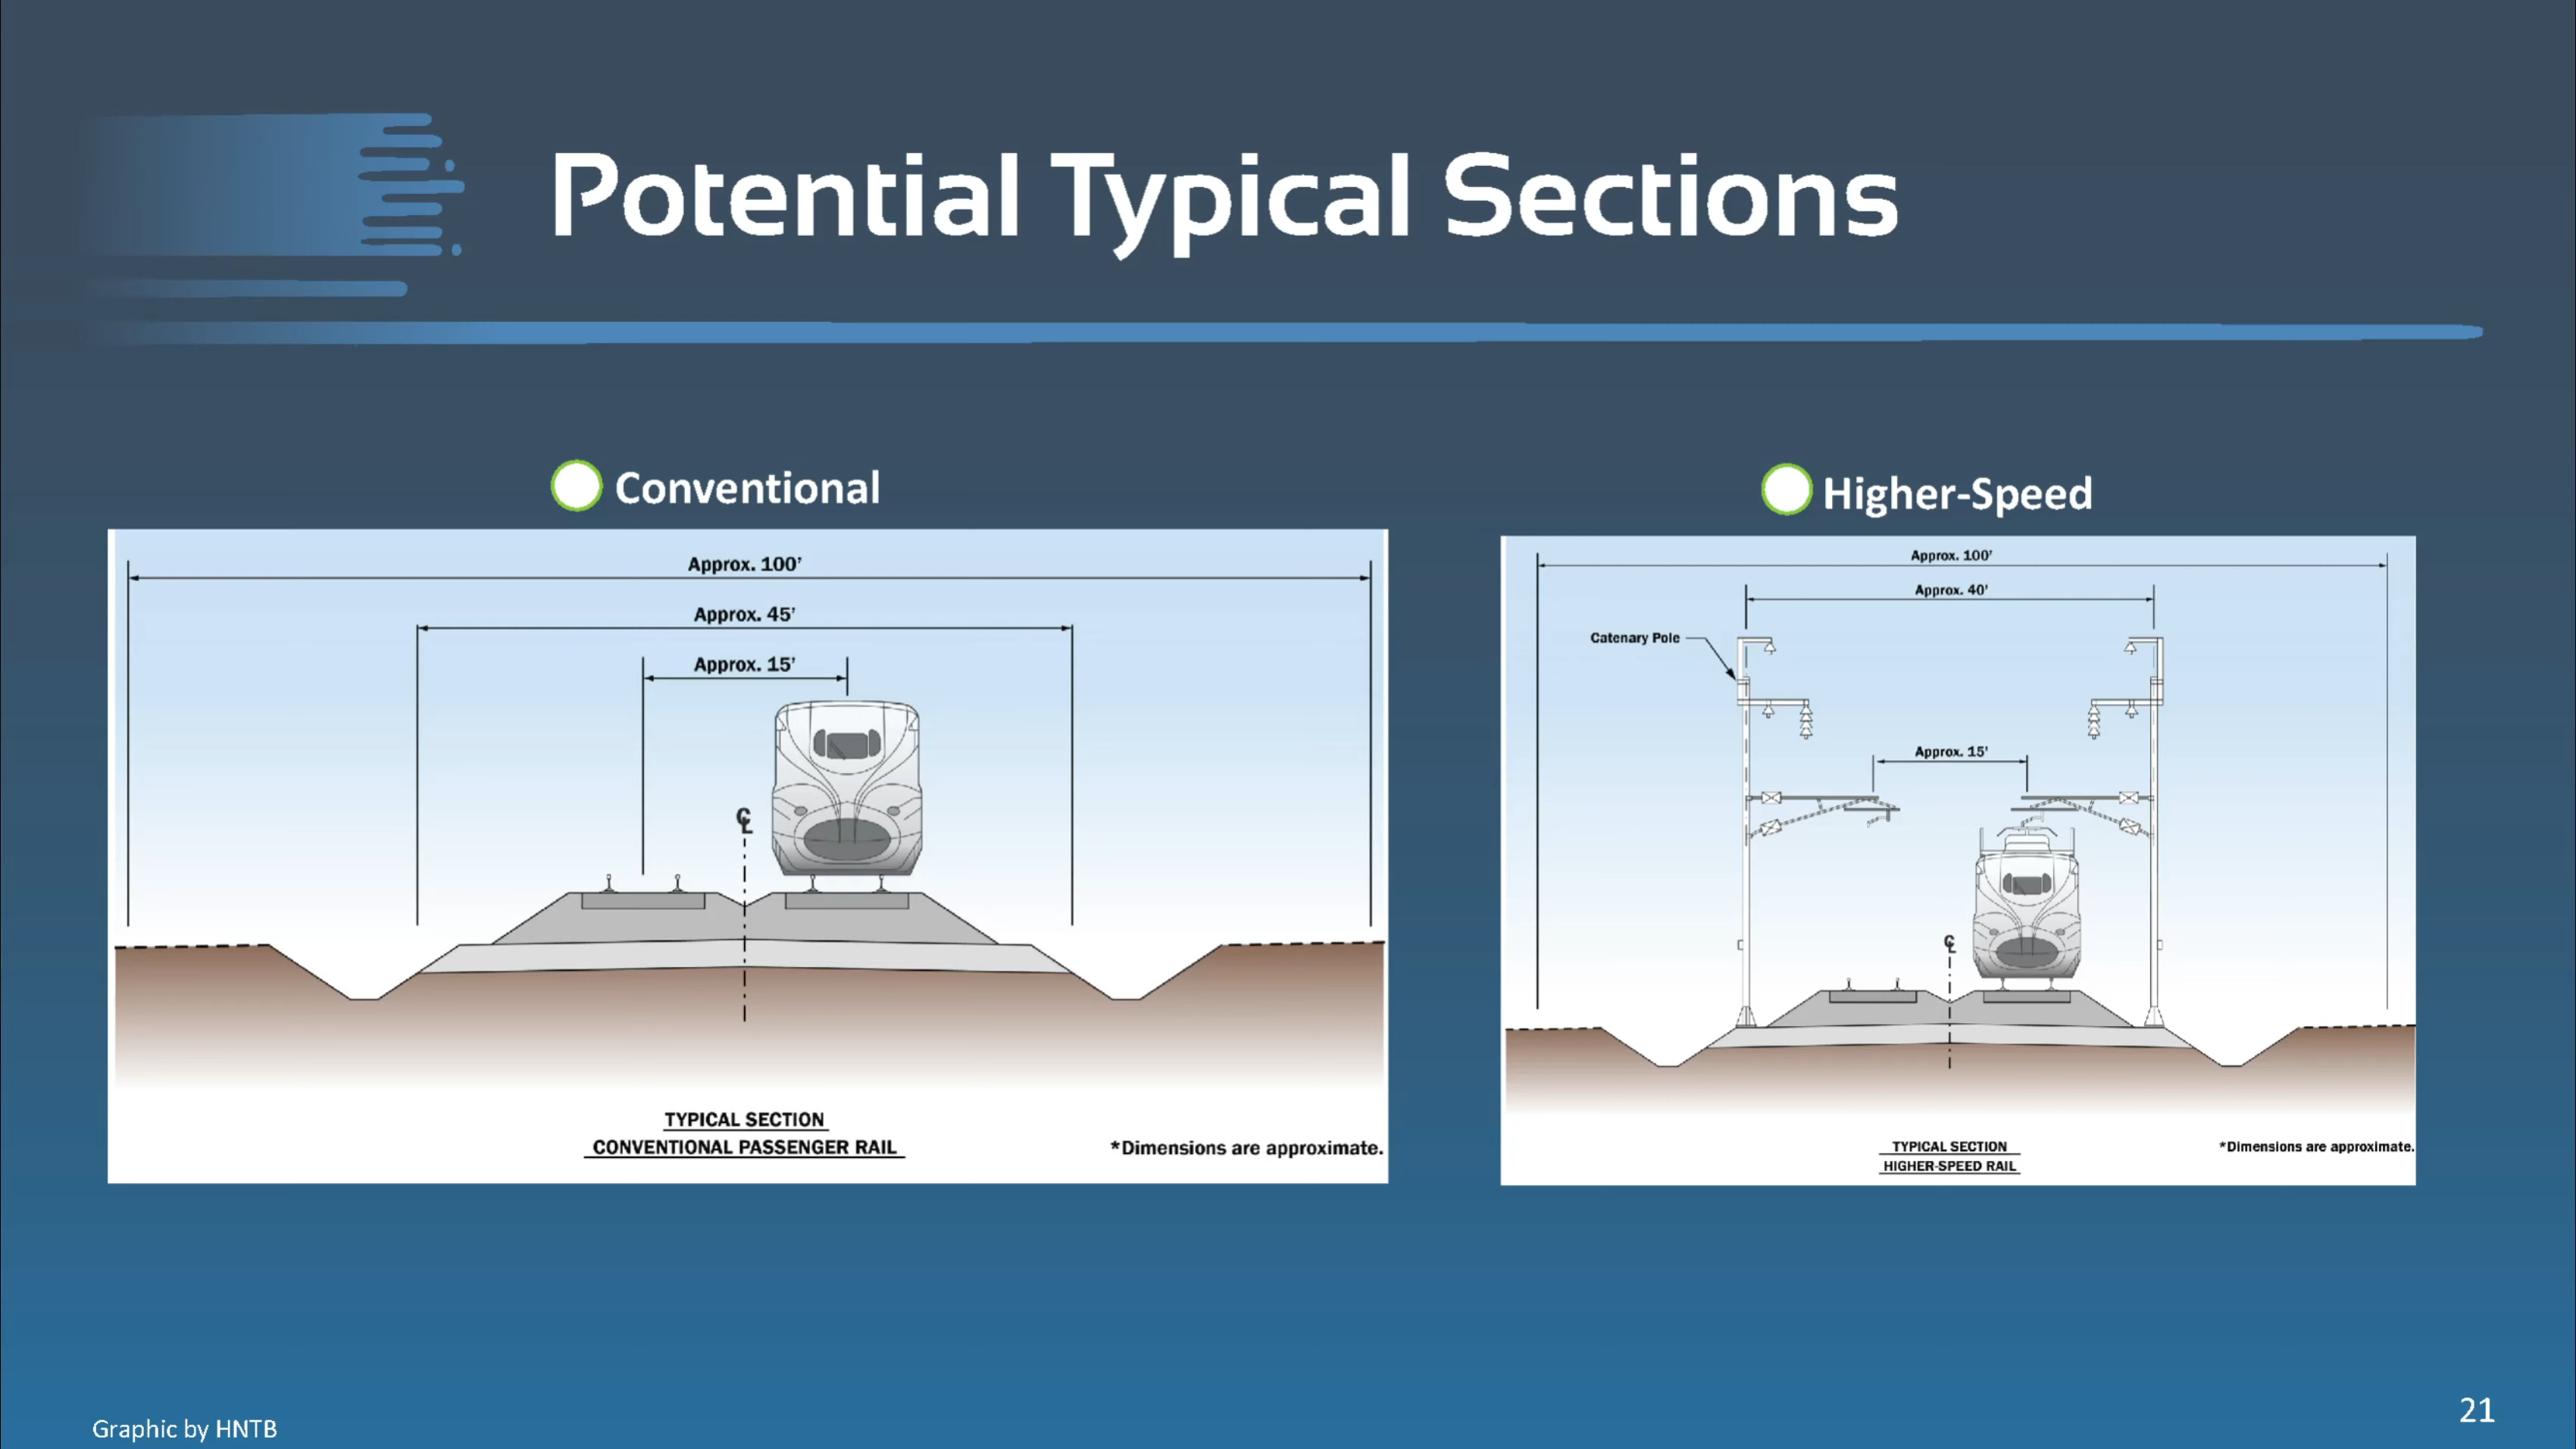 Potential Typical Sections
Conventional
Approx. 100'
Approx. 45'
Approx. 15'
℄
TYPICAL SECTION
CONVENTIONAL PASSENGER RAIL
*Dimensions are approximate.
Higher-Speed
Approx. 100'
Approx. 40'
Catenary Pole
Approx. 15'
℄
TYPICAL SECTION
HIGHER-SPEED RAIL
*Dimensions are approximate.
Graphic by HNTB
21